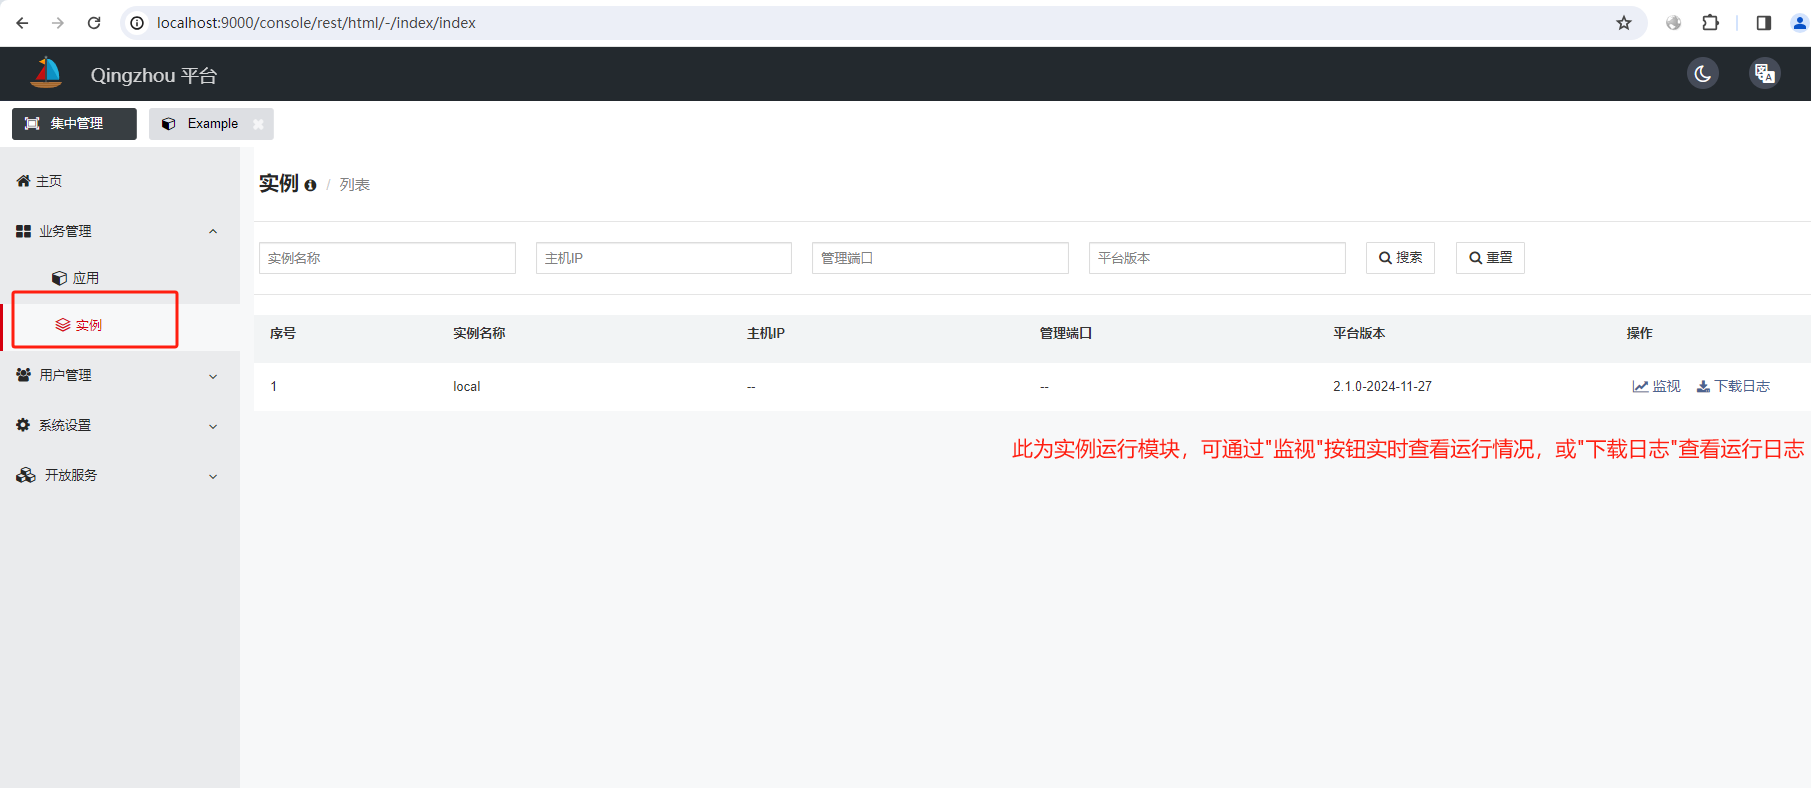 localhost:9000/console/rest/html/-/index/index
Qingzhou 平台
集中管理 Example
主页
业务管理
应用
实例
用户管理
系统设置
开放服务
实例 / 列表
实例名称 主机IP 管理端口 平台版本 搜索 重置
序号 实例名称 主机IP 管理端口 平台版本 操作
1 local -- -- 2.1.0-2024-11-27 监视 下载日志
此为实例运行模块，可通过"监视"按钮实时查看运行情况，或"下载日志"查看运行日志